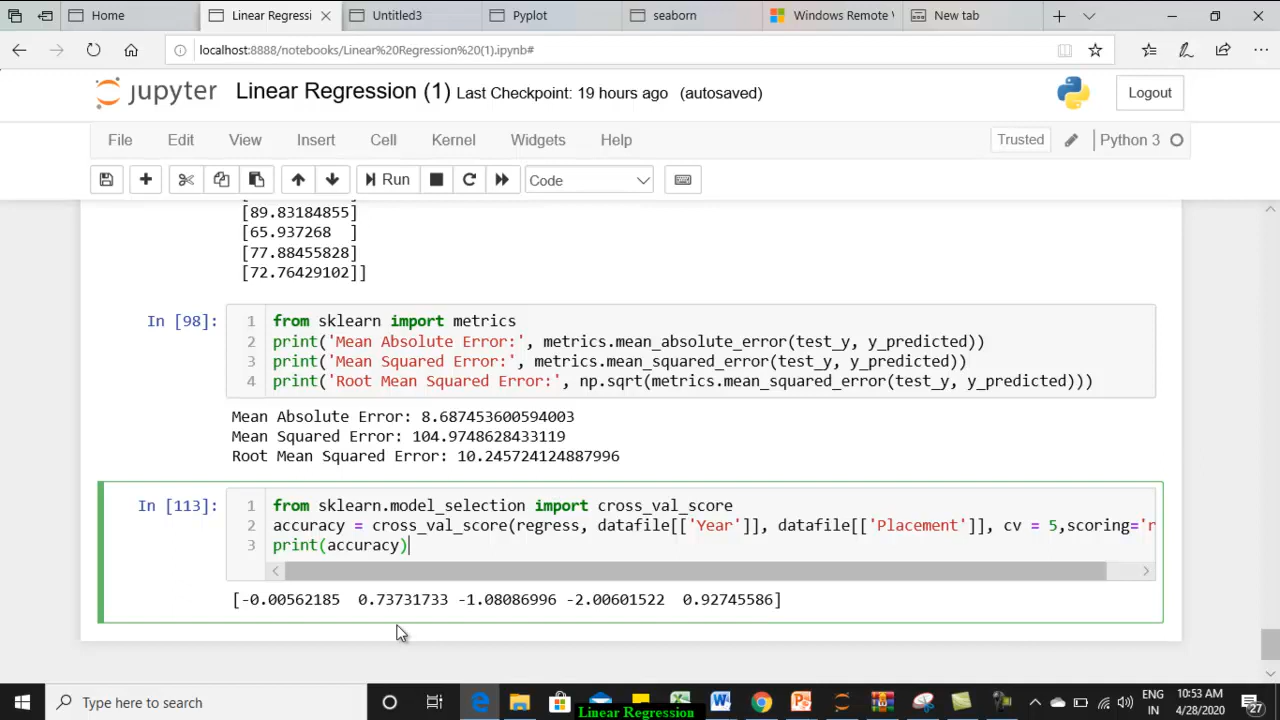 Home
Linear Regressi
Untitled3
Pyplot
seaborn
Windows Remote
New tab
localhost:8888/notebooks/Linear%20Regression%20(1).ipynb#
jupyter Linear Regression (1) Last Checkpoint: 19 hours ago (autosaved)
Logout
File Edit View Insert Cell Kernel Widgets Help
Trusted
Python 3
Run
Code
[89.83184855]
[65.937268 ]
[77.88455828]
[72.76429102]]
In [98]:
1 from sklearn import metrics
2 print('Mean Absolute Error:', metrics.mean_absolute_error(test_y, y_predicted))
3 print('Mean Squared Error:', metrics.mean_squared_error(test_y, y_predicted))
4 print('Root Mean Squared Error:', np.sqrt(metrics.mean_squared_error(test_y, y_predicted)))
Mean Absolute Error: 8.687453600594003
Mean Squared Error: 104.9748628433119
Root Mean Squared Error: 10.245724124887996
In [113]:
1 from sklearn.model_selection import cross_val_score
2 accuracy = cross_val_score(regress, datafile[['Year']], datafile[['Placement']], cv = 5,scoring='r
3 print(accuracy)
[-0.00562185 0.73731733 -1.08086996 -2.00601522 0.92745586]
Type here to search
Linear Regression
ENG
IN
10:53 AM
4/28/2020
27